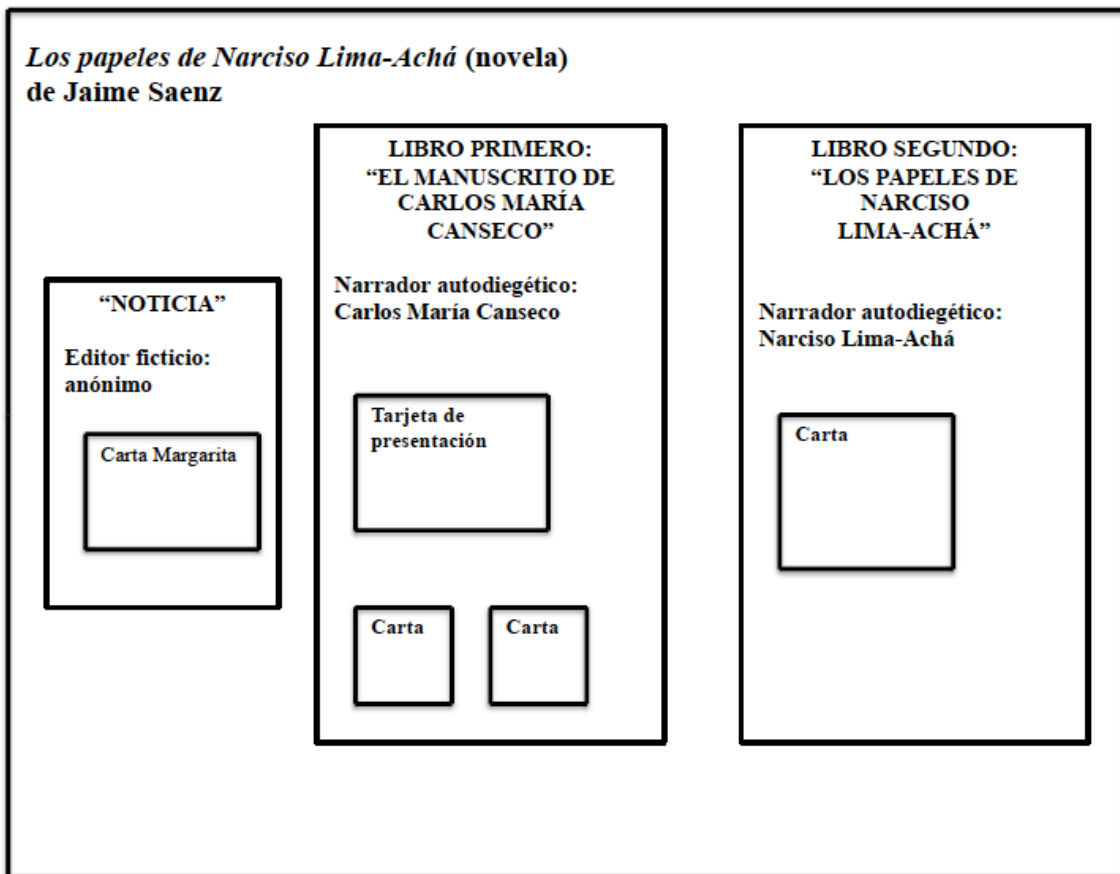 Los papeles de Narciso Lima-Achá (novela)
de Jaime Saenz
“NOTICIA”
Editor ficticio:
anónimo
Carta Margarita
LIBRO PRIMERO:
“EL MANUSCRITO DE
CARLOS MARÍA
CANSECO”
Narrador autodiegético:
Carlos María Canseco
Tarjeta de
presentación
Carta
Carta
LIBRO SEGUNDO:
“LOS PAPELES DE
NARCISO
LIMA-ACHÁ”
Narrador autodiegético:
Narciso Lima-Achá
Carta